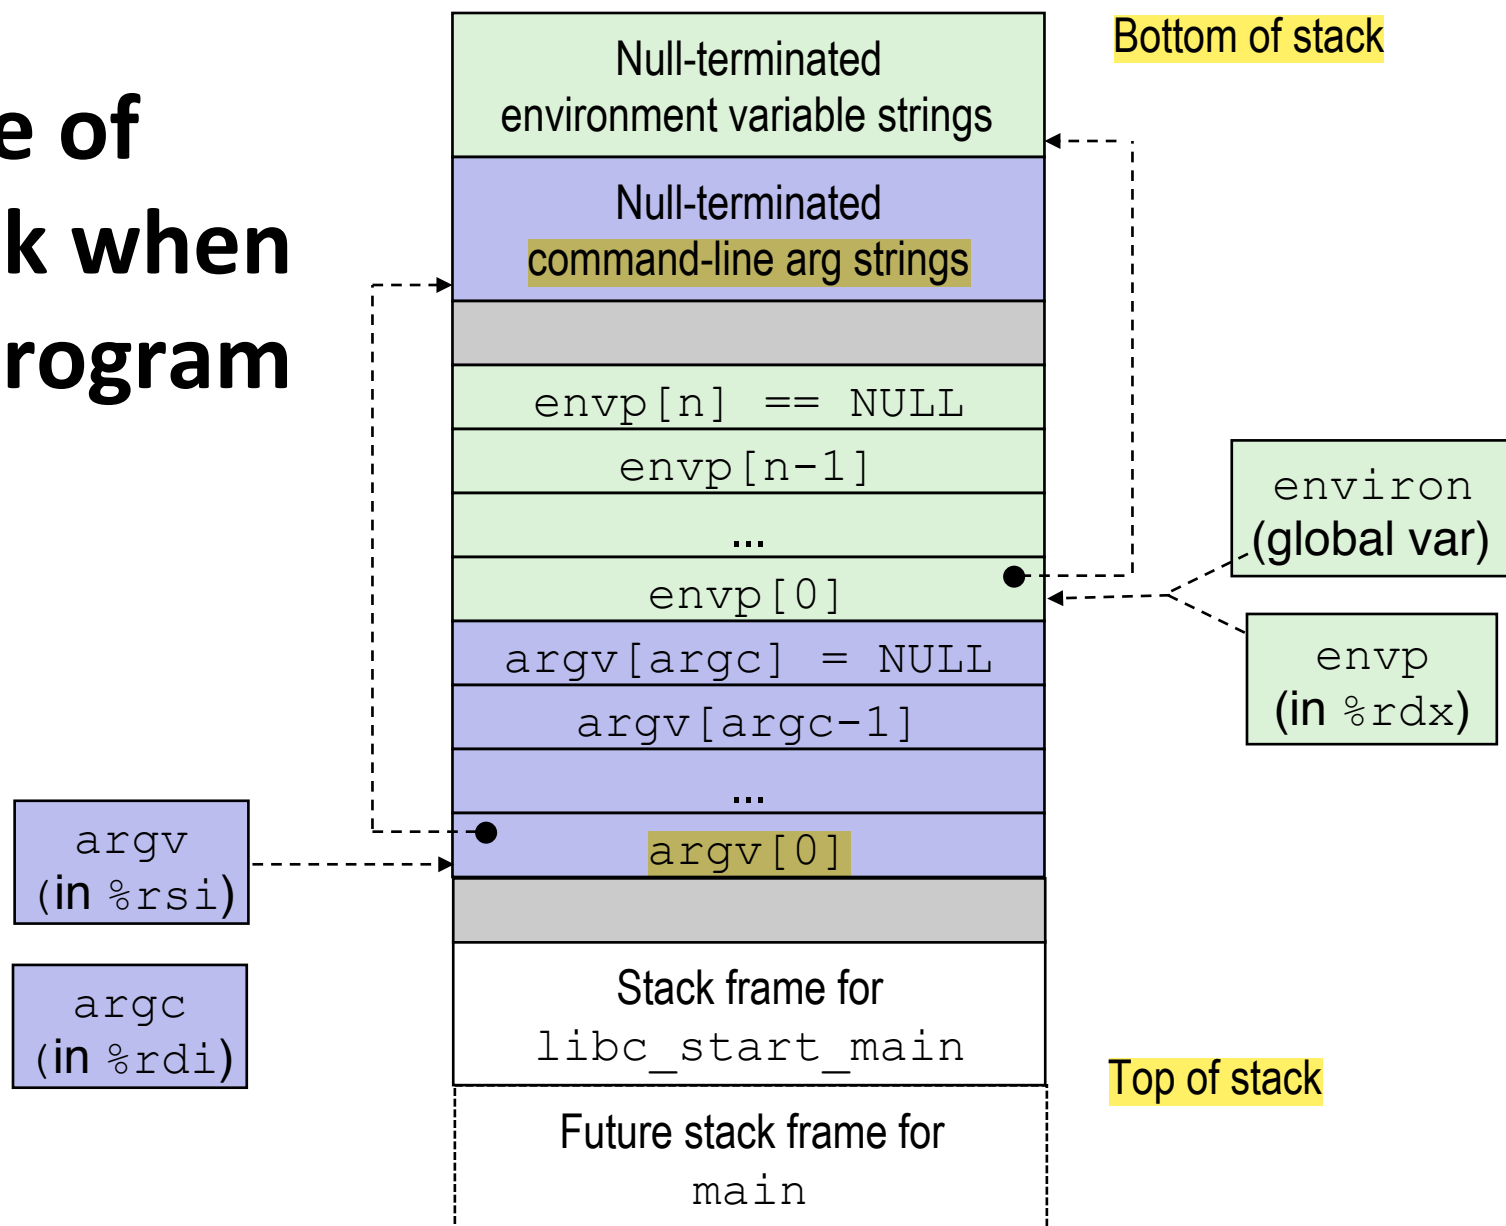 e of
k when
rogram
Bottom of stack
Null-terminated
environment variable strings
Null-terminated
command-line arg strings
envp[n] == NULL
envp[n-1]
...
envp[0]
argv[argc] = NULL
argv[argc-1]
...
argv[0]
environ
(global var)
envp
(in %rdx)
argv
(in %rsi)
argc
(in %rdi)
Stack frame for
libc_start_main
Top of stack
Future stack frame for
main